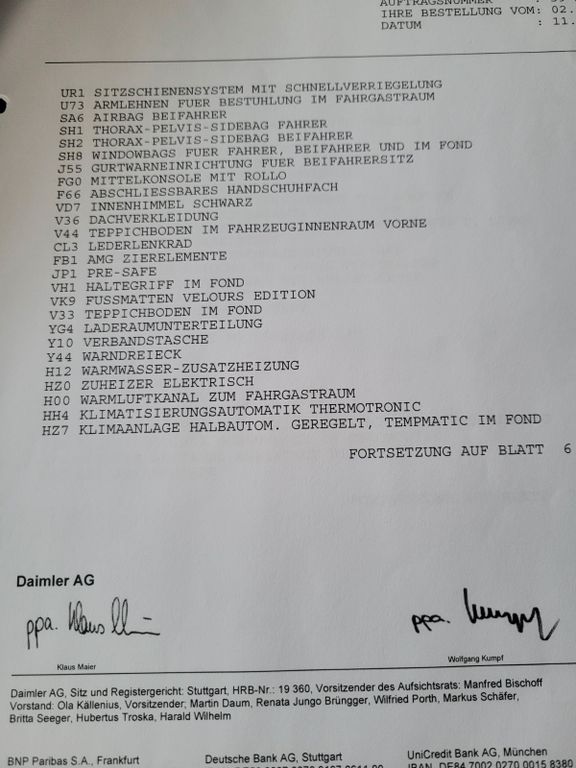 AUFTRAGSNUMMER :
IHRE BESTELLUNG VOM: 02.
DATUM : 11.
UR1 SITZSCHIENENSYSTEM MIT SCHNELLVERRIEGELUNG
U73 ARMLEHNEN FUER BESTUHLUNG IM FAHRGASTRAUM
SA6 AIRBAG BEIFAHRER
SH1 THORAX-PELVIS-SIDEBAG FAHRER
SH2 THORAX-PELVIS-SIDEBAG BEIFAHRER
SH8 WINDOWBAGS FUER FAHRER, BEIFAHRER UND IM FOND
J55 GURTWARNEINRICHTUNG FUER BEIFAHRERSITZ
FG0 MITTELKONSOLE MIT ROLLO
F66 ABSCHLIESSBARES HANDSCHUHFACH
VD7 INNENHIMMEL SCHWARZ
V36 DACHVERKLEIDUNG
V44 TEPPICHBODEN IM FAHRZEUGINNENRAUM VORNE
CL3 LEDERLENKRAD
FB1 AMG ZIERELEMENTE
JP1 PRE-SAFE
VH1 HALTEGRIFF IM FOND
VK9 FUSSMATTEN VELOURS EDITION
V33 TEPPICHBODEN IM FOND
YG4 LADERAUMUNTERTEILUNG
Y10 VERBANDSTASCHE
Y44 WARNDREIECK
H12 WARMWASSER-ZUSATZHEIZUNG
HZ0 ZUHEIZER ELEKTRISCH
H00 WARMLUFTKANAL ZUM FAHRGASTRAUM
HH4 KLIMATISIERUNGSAUTOMATIK THERMOTRONIC
HZ7 KLIMAANLAGE HALBAUTOM. GEREGELT, TEMPMATIC IM FOND
FORTSETZUNG AUF BLATT 6
Daimler AG
ppa. Klaus ppa.
Klaus Maier Wolfgang Kumpf
Daimler AG, Sitz und Registergericht: Stuttgart, HRB-Nr.: 19 360, Vorsitzender des Aufsichtsrats: Manfred Bischoff
Vorstand: Ola Källenius, Vorsitzender; Martin Daum, Renata Jungo Brüngger, Wilfried Porth, Markus Schäfer,
Britta Seeger, Hubertus Troska, Harald Wilhelm
BNP Paribas S.A., Frankfurt Deutsche Bank AG, Stuttgart UniCredit Bank AG, München
IBAN DE84 7002 0270 0015 8380